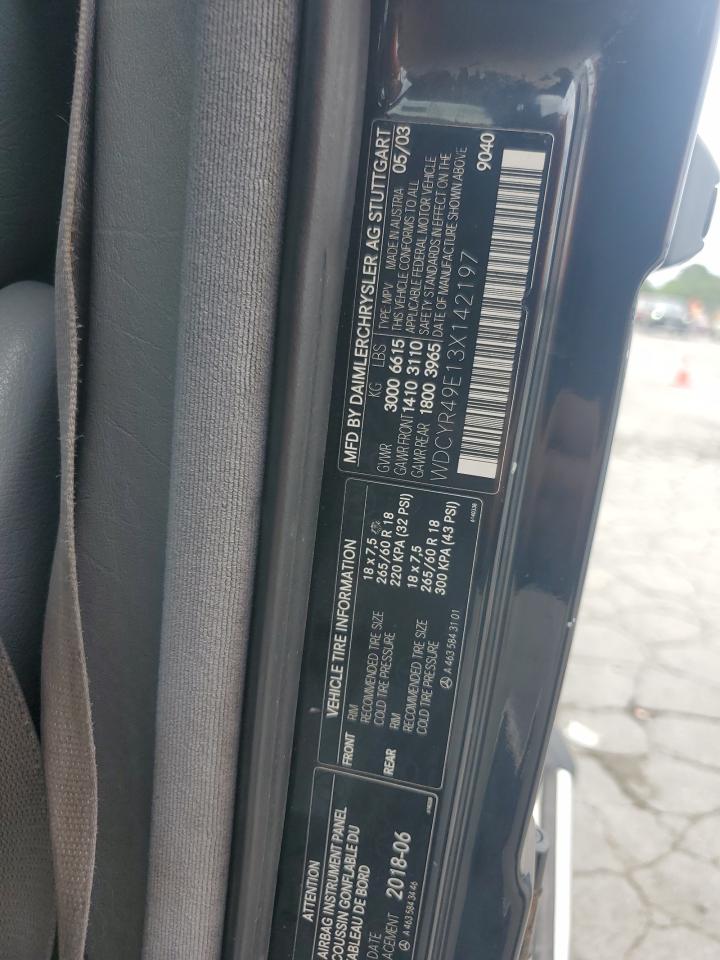 MFD BY DAIMLERCHRYSLER AG STUTTGART
KG LBS TYPE: MPV MADE IN AUSTRIA 05/03
GVWR 3000 6615 THIS VEHICLE CONFORMS TO ALL
GAWR FRONT 1410 3110 APPLICABLE FEDERAL MOTOR VEHICLE
GAWR REAR 1800 3965 SAFETY STANDARDS IN EFFECT ON THE
DATE OF MANUFACTURE SHOWN ABOVE
WDCYR49E13X142197 9040
VEHICLE TIRE INFORMATION
FRONT RIM 18 x 7,5
RECOMMENDED TIRE SIZE 265/60 R 18
COLD TIRE PRESSURE 220 KPA (32 PSI)
REAR RIM 18 x 7,5
RECOMMENDED TIRE SIZE 265/60 R 18
COLD TIRE PRESSURE 300 KPA (43 PSI)
A 463 584 31 01
ATTENTION
AIRBAG INSTRUMENT PANEL
COUSSIN GONFLABLE DU
TABLEAU DE BORD
DATE 2018-06
ACEMENT
A 463 584 34 46